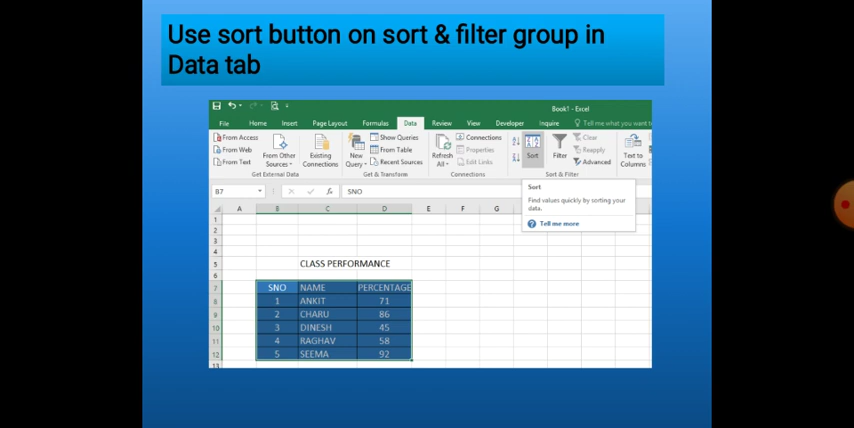 Use sort button on sort & filter group in
Data tab
Book1 - Excel
File Home Insert Page Layout Formulas Data Review View Developer Inquire Tell me what you want t
From Access
From Web
From Text
From Other
Sources
Existing
Connections
Get External Data
New
Query
Show Queries
From Table
Recent Sources
Get & Transform
Refresh
All
Connections
Properties
Edit Links
Connections
Sort
Filter
Clear
Reapply
Advanced
Sort & Filter
Text to
Columns
B7 fx SNO
Sort
Find values quickly by sorting your
data.
Tell me more
A B C D E F G
1
2
3
4
5 CLASS PERFORMANCE
6
7 SNO NAME PERCENTAGE
8 1 ANKIT 71
9 2 CHARU 86
10 3 DINESH 45
11 4 RAGHAV 58
12 5 SEEMA 92
13